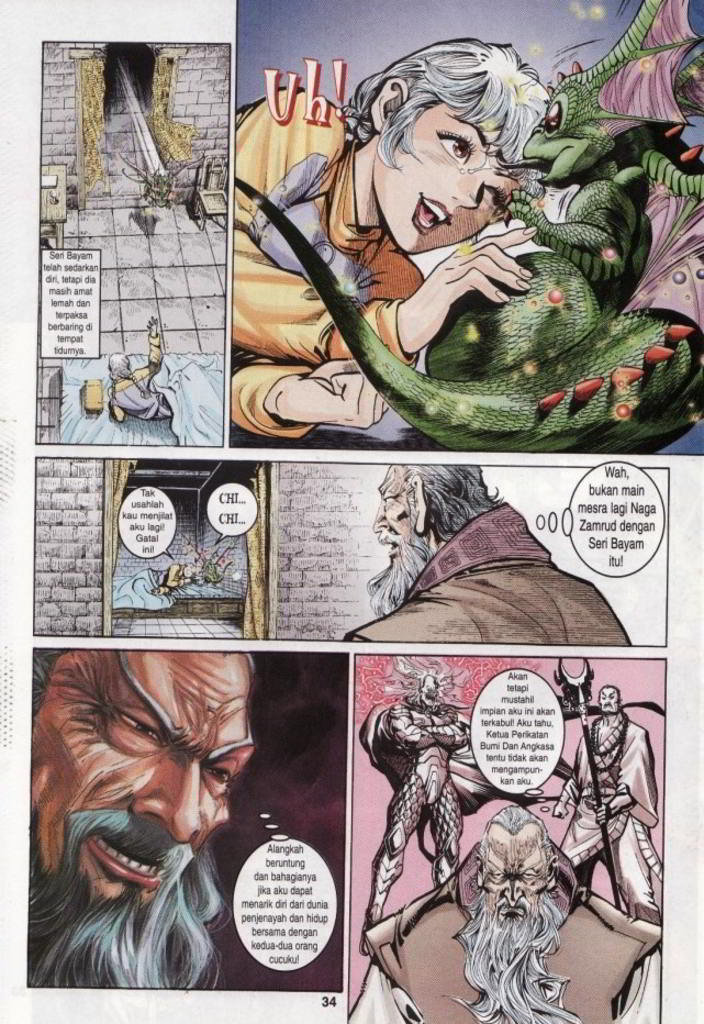 Uh!
Seri Bayam
telah sedarkan
diri, tetapi dia
masih amat
lemah dan
terpaksa
berbaring di
tempat
tidurnya.
Tak
usahlah
kau menjilat
aku lagi!
Gatal
ini!
CHI...
CHI...
Wah,
bukan main
mesra lagi Naga
Zamrud dengan
Seri Bayam
itu!
Alangkah
beruntung
dan bahagianya
jika aku dapat
menarik diri dari dunia
penjenayah dan hidup
bersama dengan
kedua-dua orang
cucuku!
Akan
tetapi
mustahil
impian aku ini akan
terkabul! Aku tahu,
Ketua Perikatan
Bumi Dan Angkasa
tentu tidak akan
mengampun-
kan aku.
34